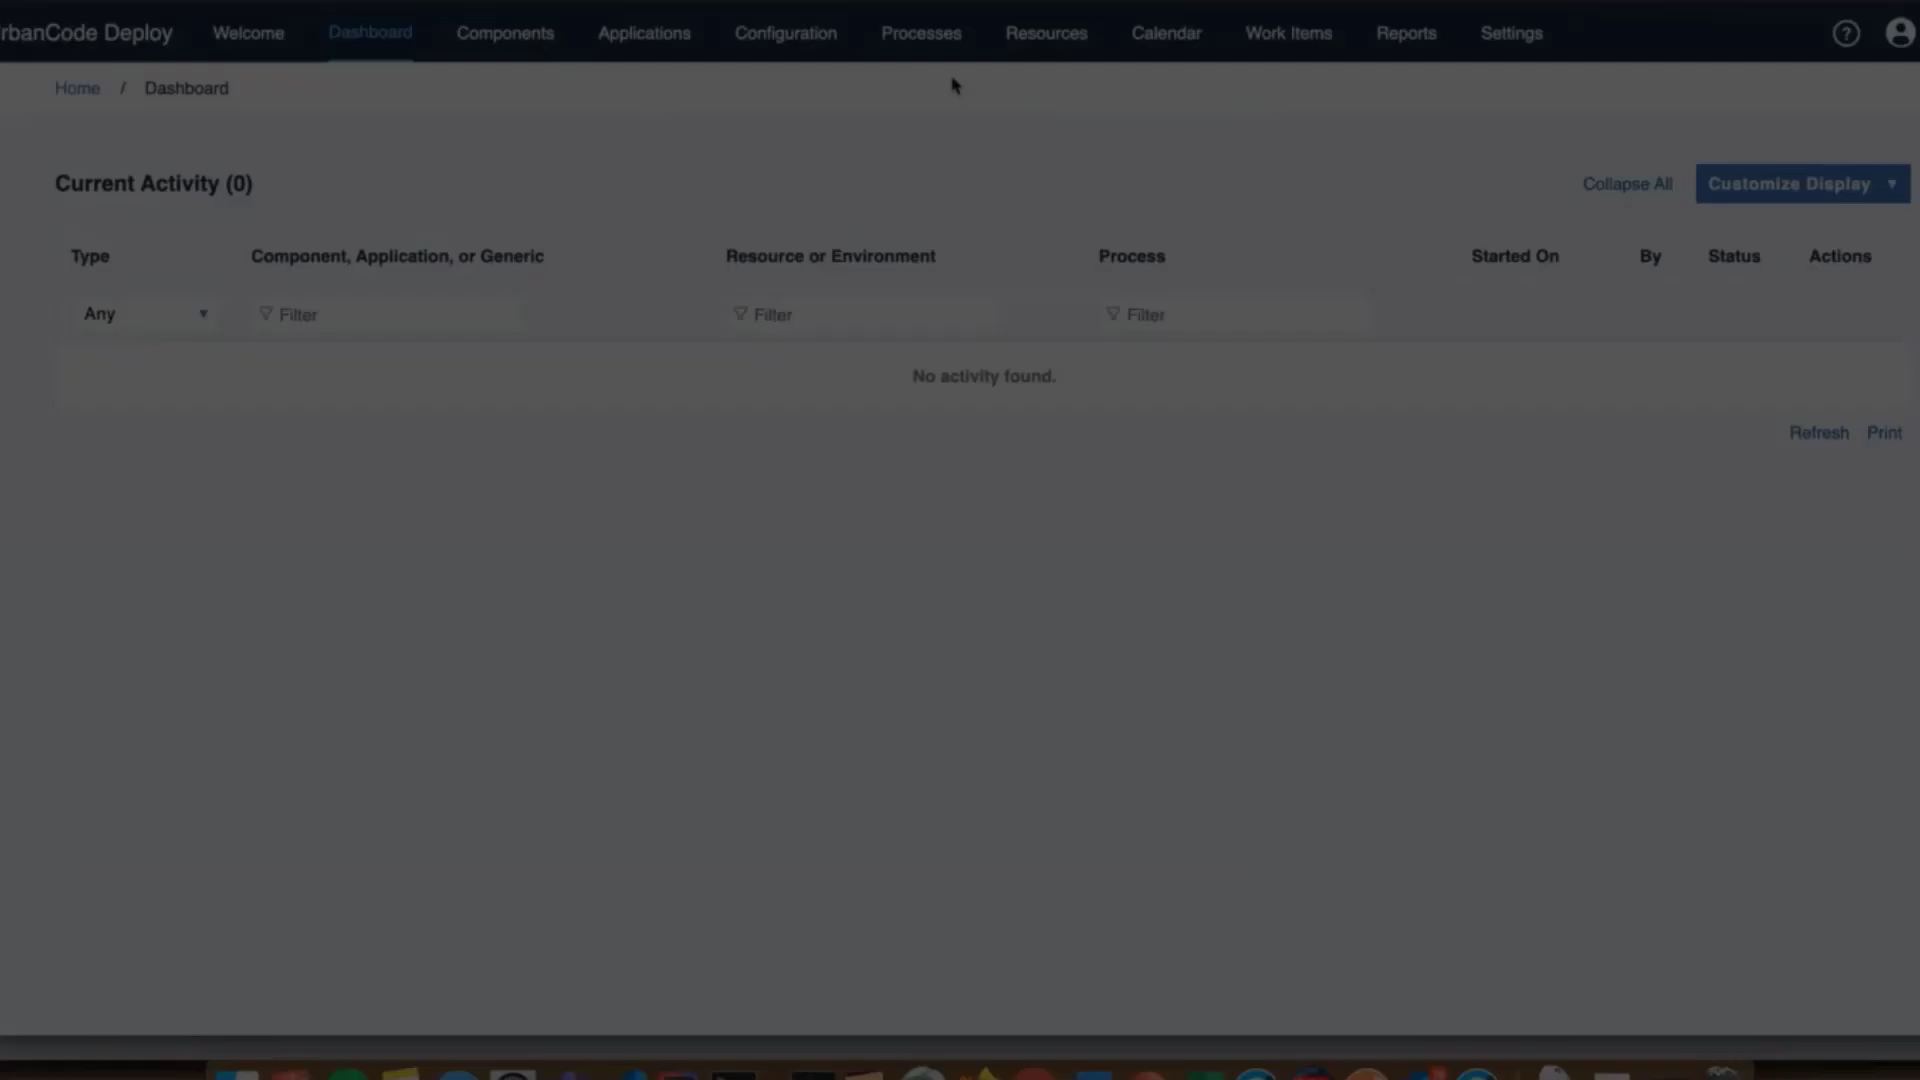 rbanCode Deploy Welcome Dashboard Components Applications Configuration Processes Resources Calendar Work Items Reports Settings ?
Home / Dashboard
Current Activity (0) Collapse All Customize Display
Type Component, Application, or Generic Resource or Environment Process Started On By Status Actions
Any Filter Filter Filter
No activity found.
Refresh Print